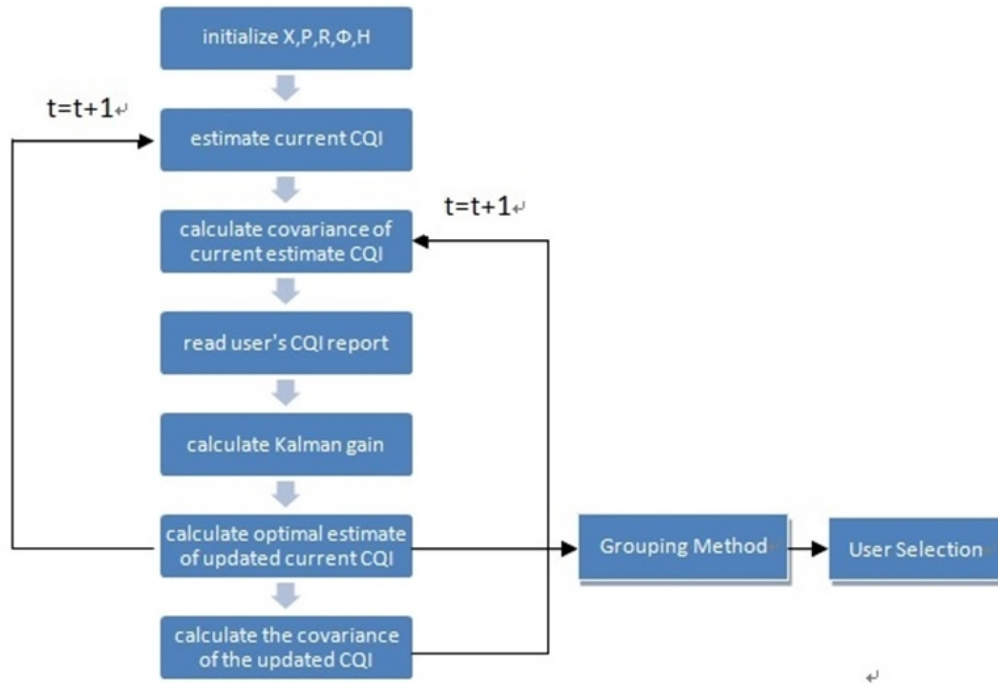 initialize X,P,R,Φ,H
t=t+1↵
estimate current CQI
t=t+1↵
calculate covariance of
current estimate CQI
read user's CQI report
calculate Kalman gain
calculate optimal estimate
of updated current CQI
Grouping Method↵
User Selection↵
calculate the covariance
of the updated CQI
↵